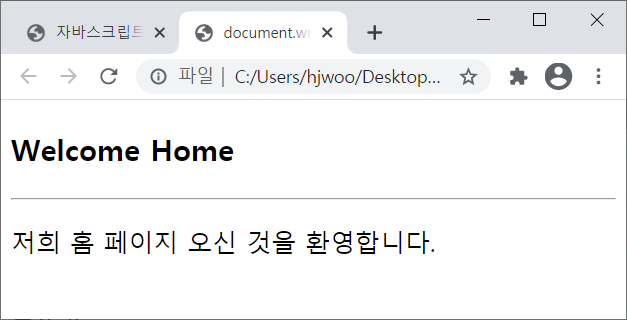 자바스크립트
document.wr
파일 | C:/Users/hjwoo/Desktop...
Welcome Home
저희 홈 페이지 오신 것을 환영합니다.